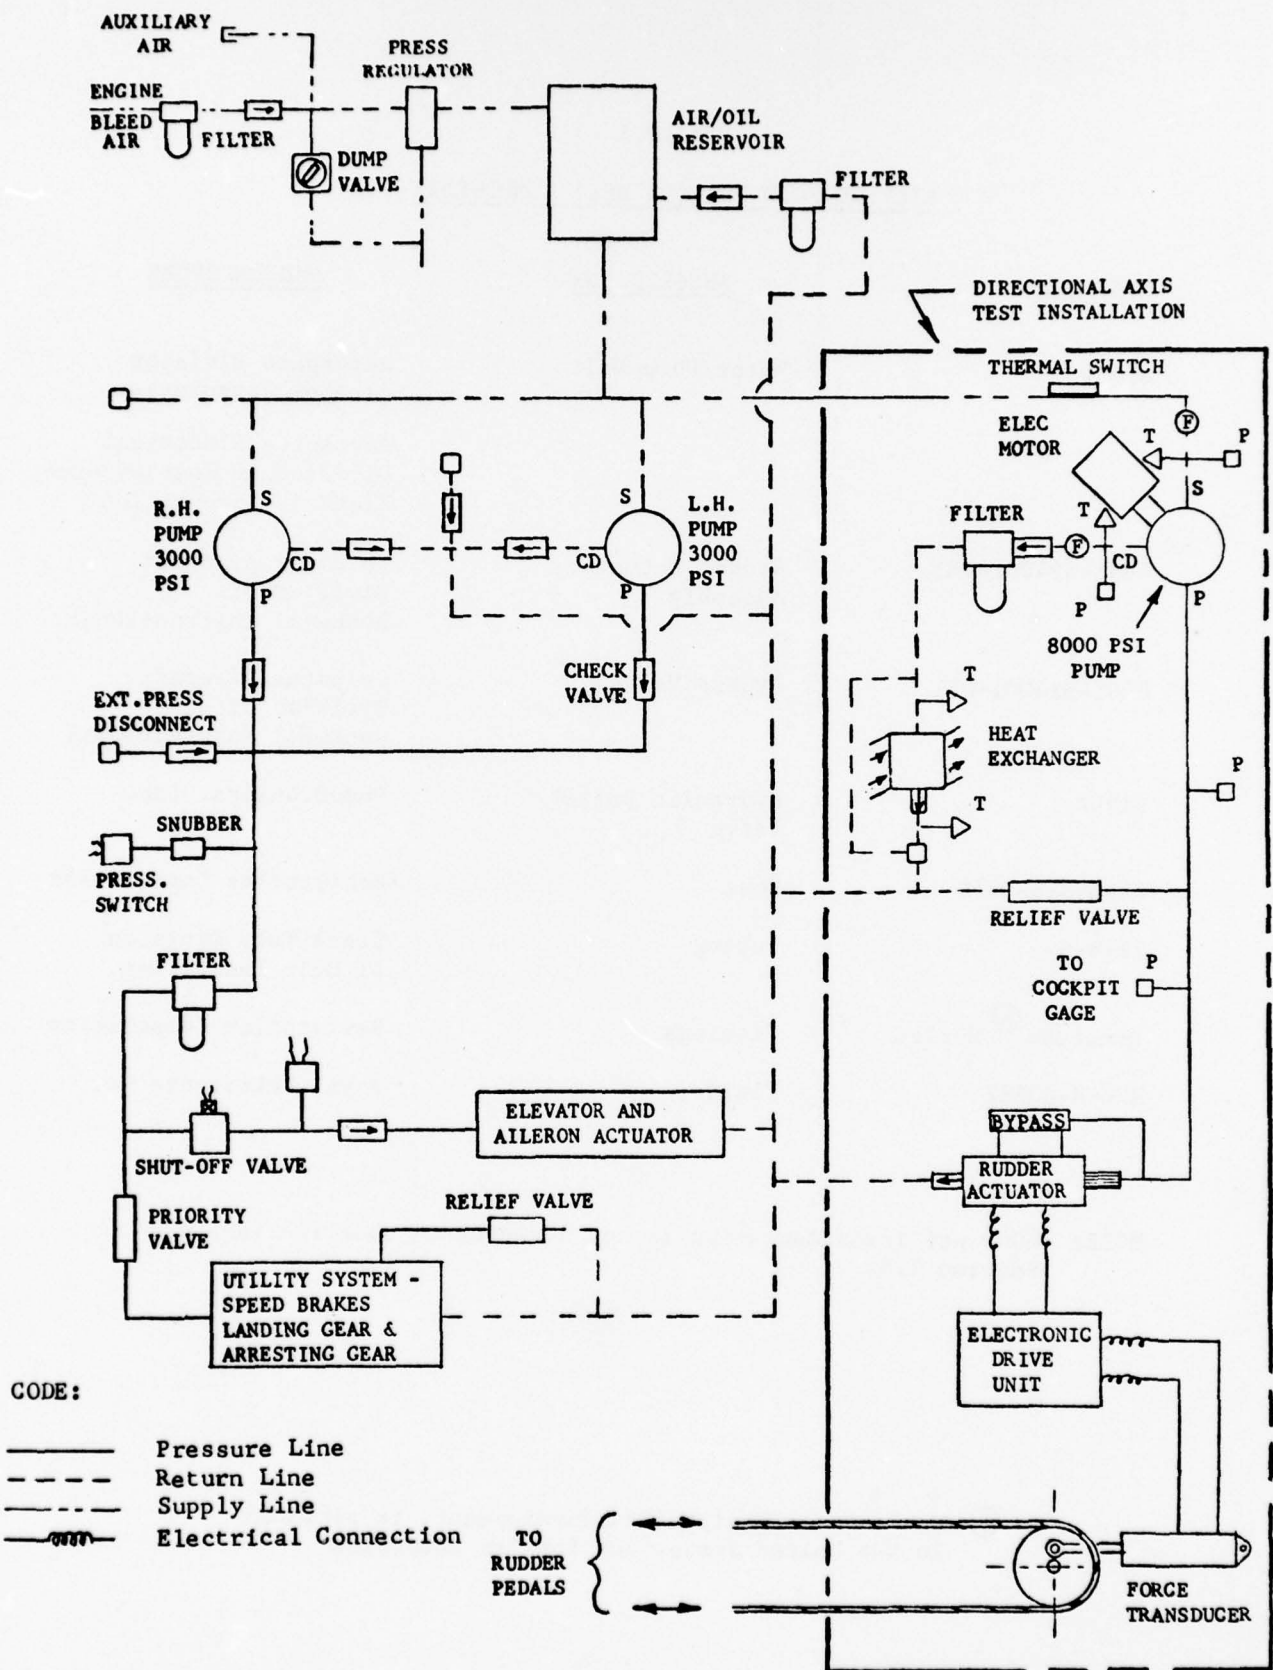 AUXILIARY
AIR
PRESS
REGULATOR
ENGINE
BLEED
AIR
FILTER
DUMP
VALVE
AIR/OIL
RESERVOIR
FILTER
DIRECTIONAL AXIS
TEST INSTALLATION
THERMAL SWITCH
F
ELEC
MOTOR
T
P
S
R.H.
PUMP
3000
PSI
S
CD
P
S
CD
P
L.H.
PUMP
3000
PSI
FILTER
T
F
CD
P
P
8000 PSI
PUMP
CHECK
VALVE
EXT.PRESS
DISCONNECT
T
HEAT
EXCHANGER
T
P
SNUBBER
PRESS.
SWITCH
RELIEF VALVE
FILTER
TO
COCKPIT
GAGE
P
SHUT-OFF VALVE
ELEVATOR AND
AILERON ACTUATOR
BYPASS
RUDDER
ACTUATOR
PRIORITY
VALVE
RELIEF VALVE
UTILITY SYSTEM -
SPEED BRAKES
LANDING GEAR &
ARRESTING GEAR
ELECTRONIC
DRIVE
UNIT
CODE:
Pressure Line
Return Line
Supply Line
Electrical Connection
TO
RUDDER
PEDALS
FORCE
TRANSDUCER